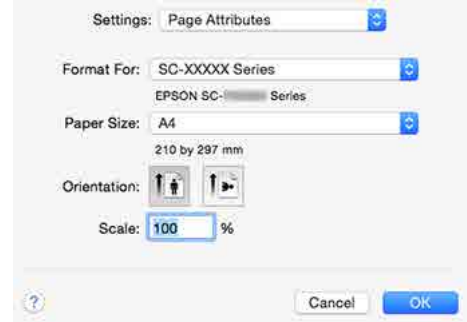 Settings: Page Attributes
Format For: SC-XXXXX Series
EPSON SC- Series
Paper Size: A4
210 by 297 mm
Orientation:
Scale: 100 %
? Cancel OK